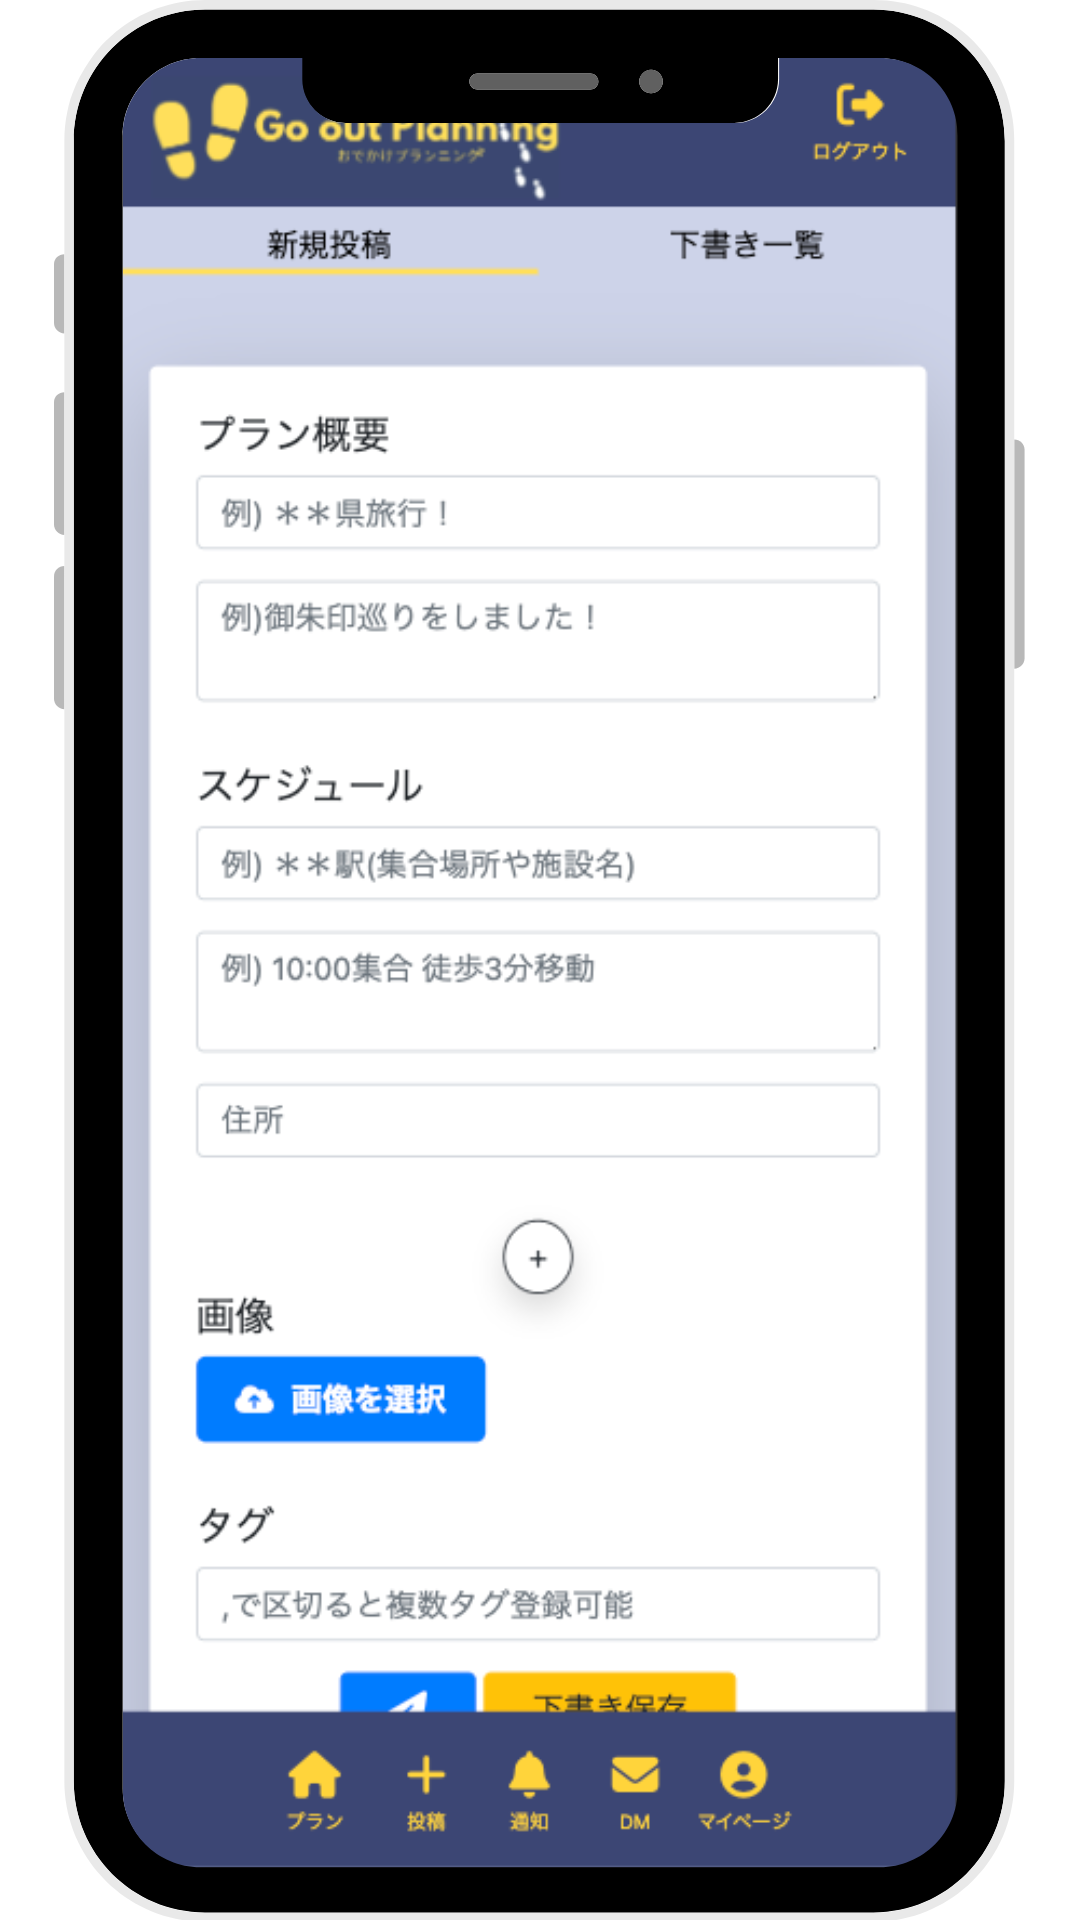 Go out Planning
おでかけプランニング
ログアウト
新規投稿
下書き一覧
プラン概要
例) ＊＊県旅行！
例)御朱印巡りをしました！
スケジュール
例) ＊＊駅(集合場所や施設名)
例) 10:00集合 徒歩3分移動
住所
+
画像
画像を選択
タグ
,で区切ると複数タグ登録可能
下書き保存
プラン
投稿
通知
DM
マイページ